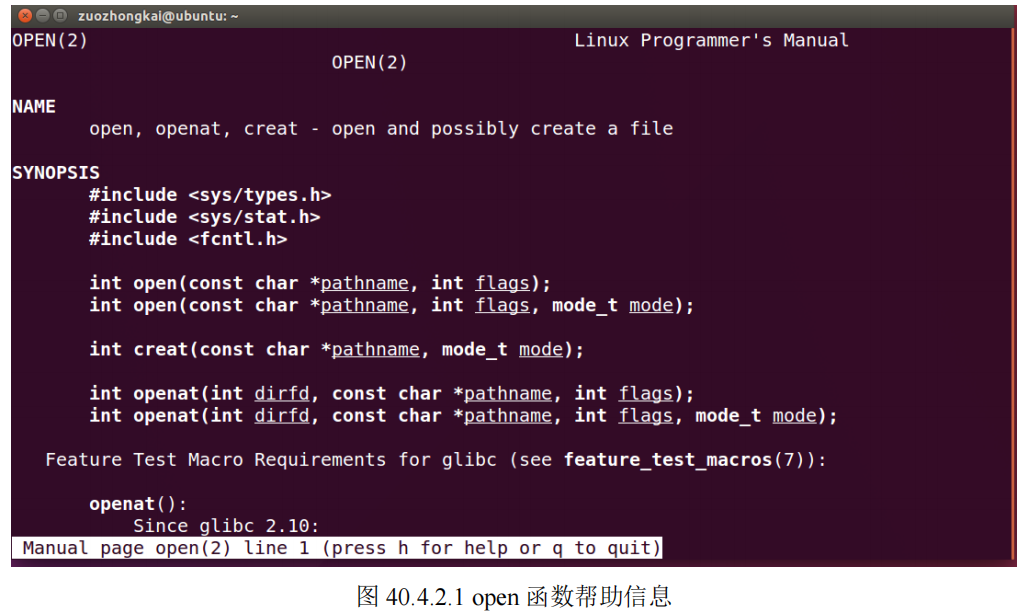 zuozhongkai@ubuntu: ~
OPEN(2) Linux Programmer's Manual
OPEN(2)
NAME
open, openat, creat - open and possibly create a file
SYNOPSIS
#include <sys/types.h>
#include <sys/stat.h>
#include <fcntl.h>
int open(const char *pathname, int flags);
int open(const char *pathname, int flags, mode_t mode);
int creat(const char *pathname, mode_t mode);
int openat(int dirfd, const char *pathname, int flags);
int openat(int dirfd, const char *pathname, int flags, mode_t mode);
Feature Test Macro Requirements for glibc (see feature_test_macros(7)):
openat():
Since glibc 2.10:
Manual page open(2) line 1 (press h for help or q to quit)
图 40.4.2.1 open 函数帮助信息